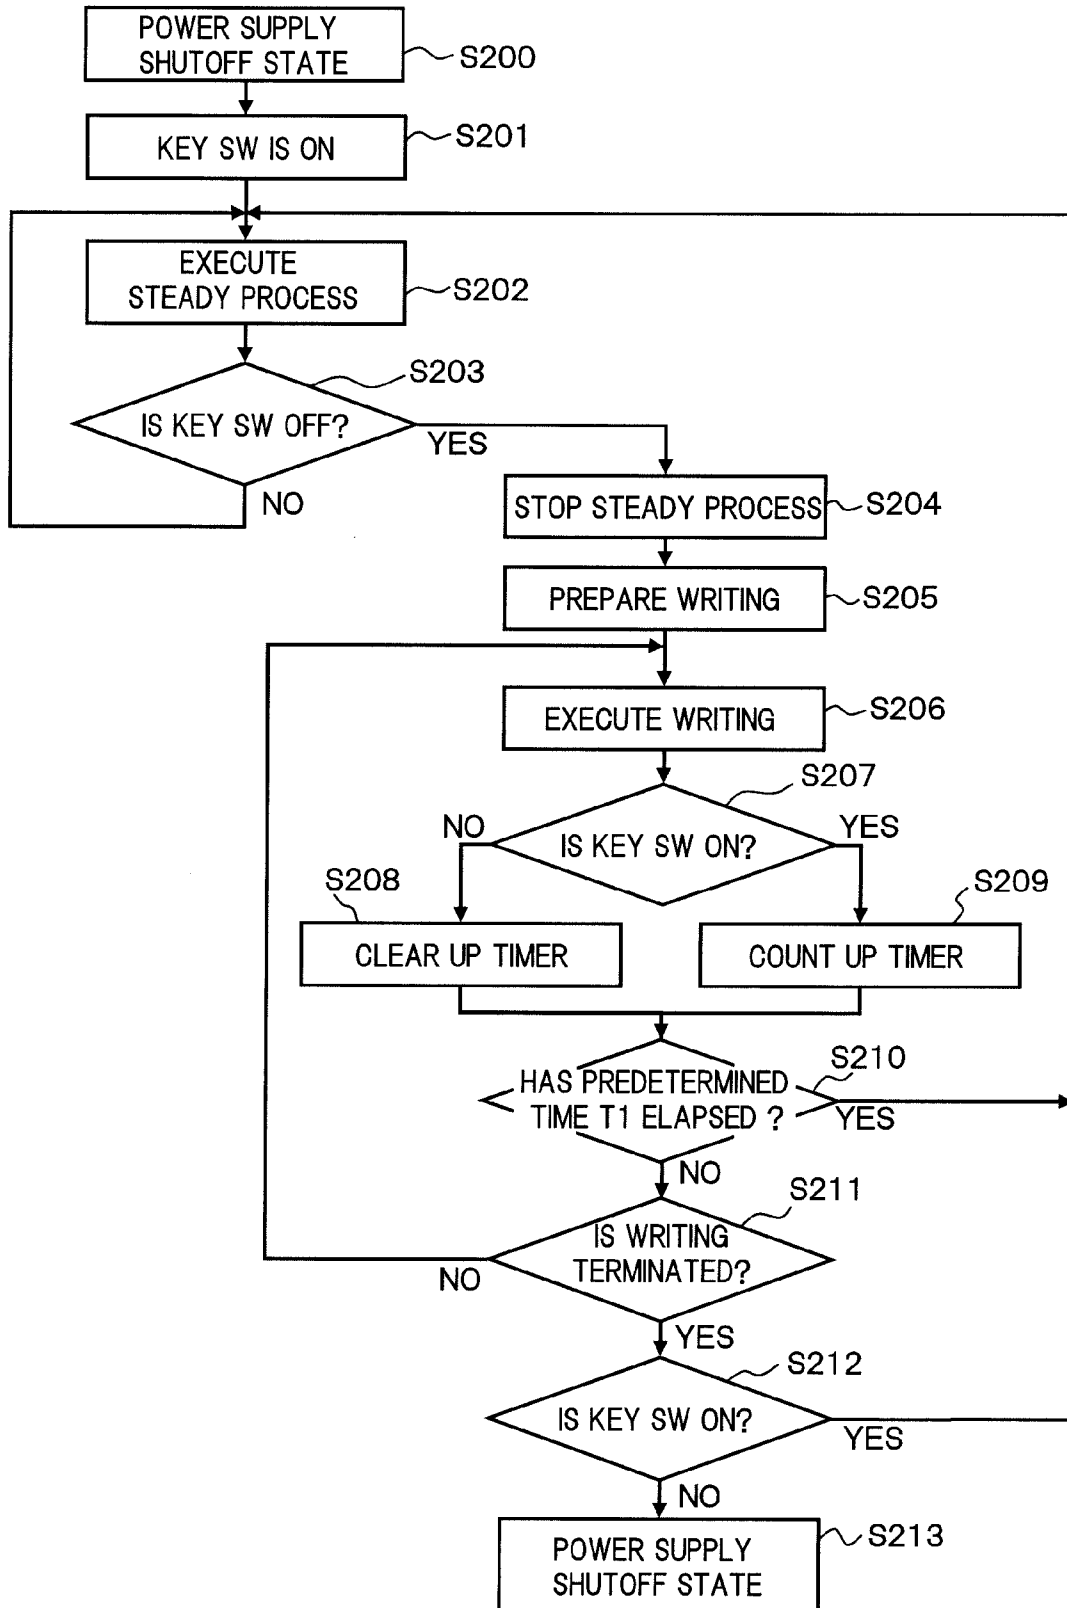 POWER SUPPLY
SHUTOFF STATE
S200
KEY SW IS ON
S201
EXECUTE
STEADY PROCESS
S202
S203
IS KEY SW OFF?
YES
NO
STOP STEADY PROCESS
S204
PREPARE WRITING
S205
EXECUTE WRITING
S206
S207
NO
IS KEY SW ON?
YES
S208
S209
CLEAR UP TIMER
COUNT UP TIMER
S210
HAS PREDETERMINED
TIME T1 ELAPSED ?
YES
NO
S211
IS WRITING
TERMINATED?
NO
YES
S212
IS KEY SW ON?
YES
NO
S213
POWER SUPPLY
SHUTOFF STATE